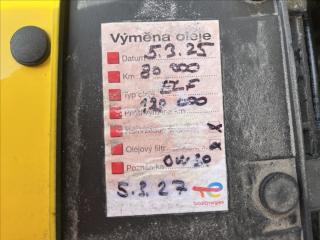 Výměna oleje
Datum 5.3.25
Km 80 000
Typ oleje ELF
120 000
x
Olejový filtr x
Poznámka 0W30
5.3.27
TotalEnergies